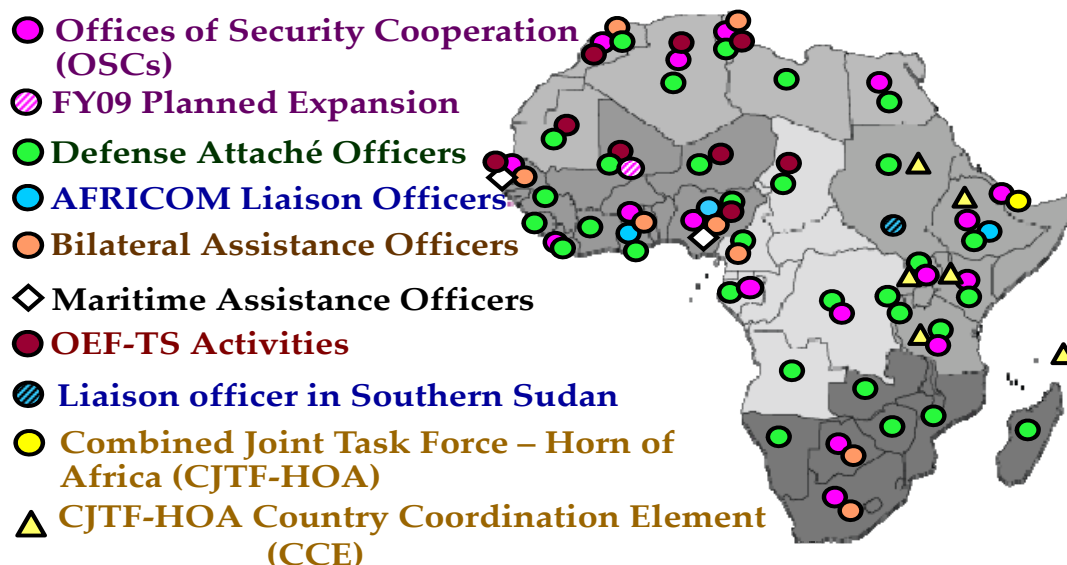 Offices of Security Cooperation
(OSCs)
FY09 Planned Expansion
Defense Attaché Officers
AFRICOM Liaison Officers
Bilateral Assistance Officers
Maritime Assistance Officers
OEF-TS Activities
Liaison officer in Southern Sudan
Combined Joint Task Force – Horn of
Africa (CJTF-HOA)
CJTF-HOA Country Coordination Element
(CCE)